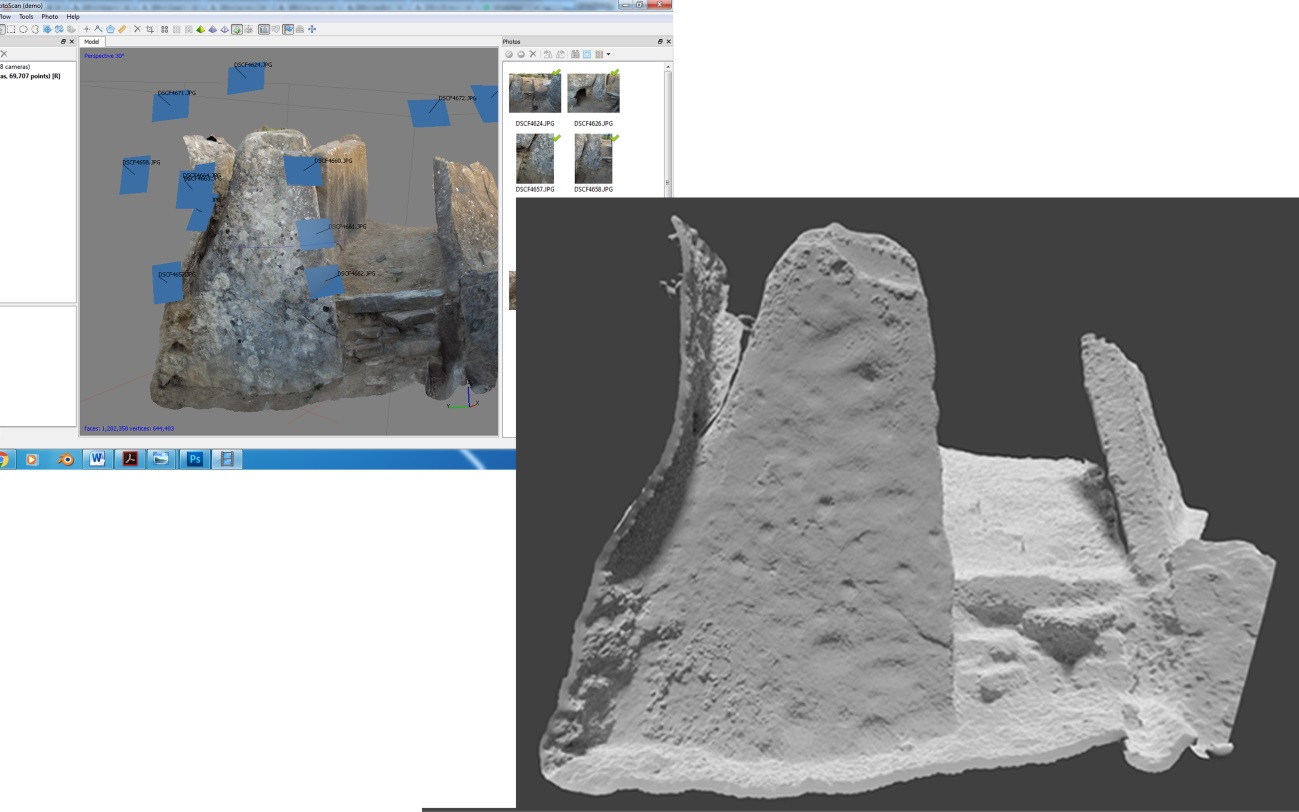 otoScan (demo)
flow Tools Photo Help
Model
Photos
Perspective 30°
8 cameras)
as, 69,707 points) [R]
DSCF4624.JPG
DSCF4671.JPG
DSCF4672.JPG
DSCF4660.JPG
DSCF4661.JPG
DSCF4662.JPG
DSCF4624.JPG DSCF4626.JPG
DSCF4657.JPG DSCF4658.JPG
Y X
faces: 1,282,358 vertices: 644,483
W
Ps